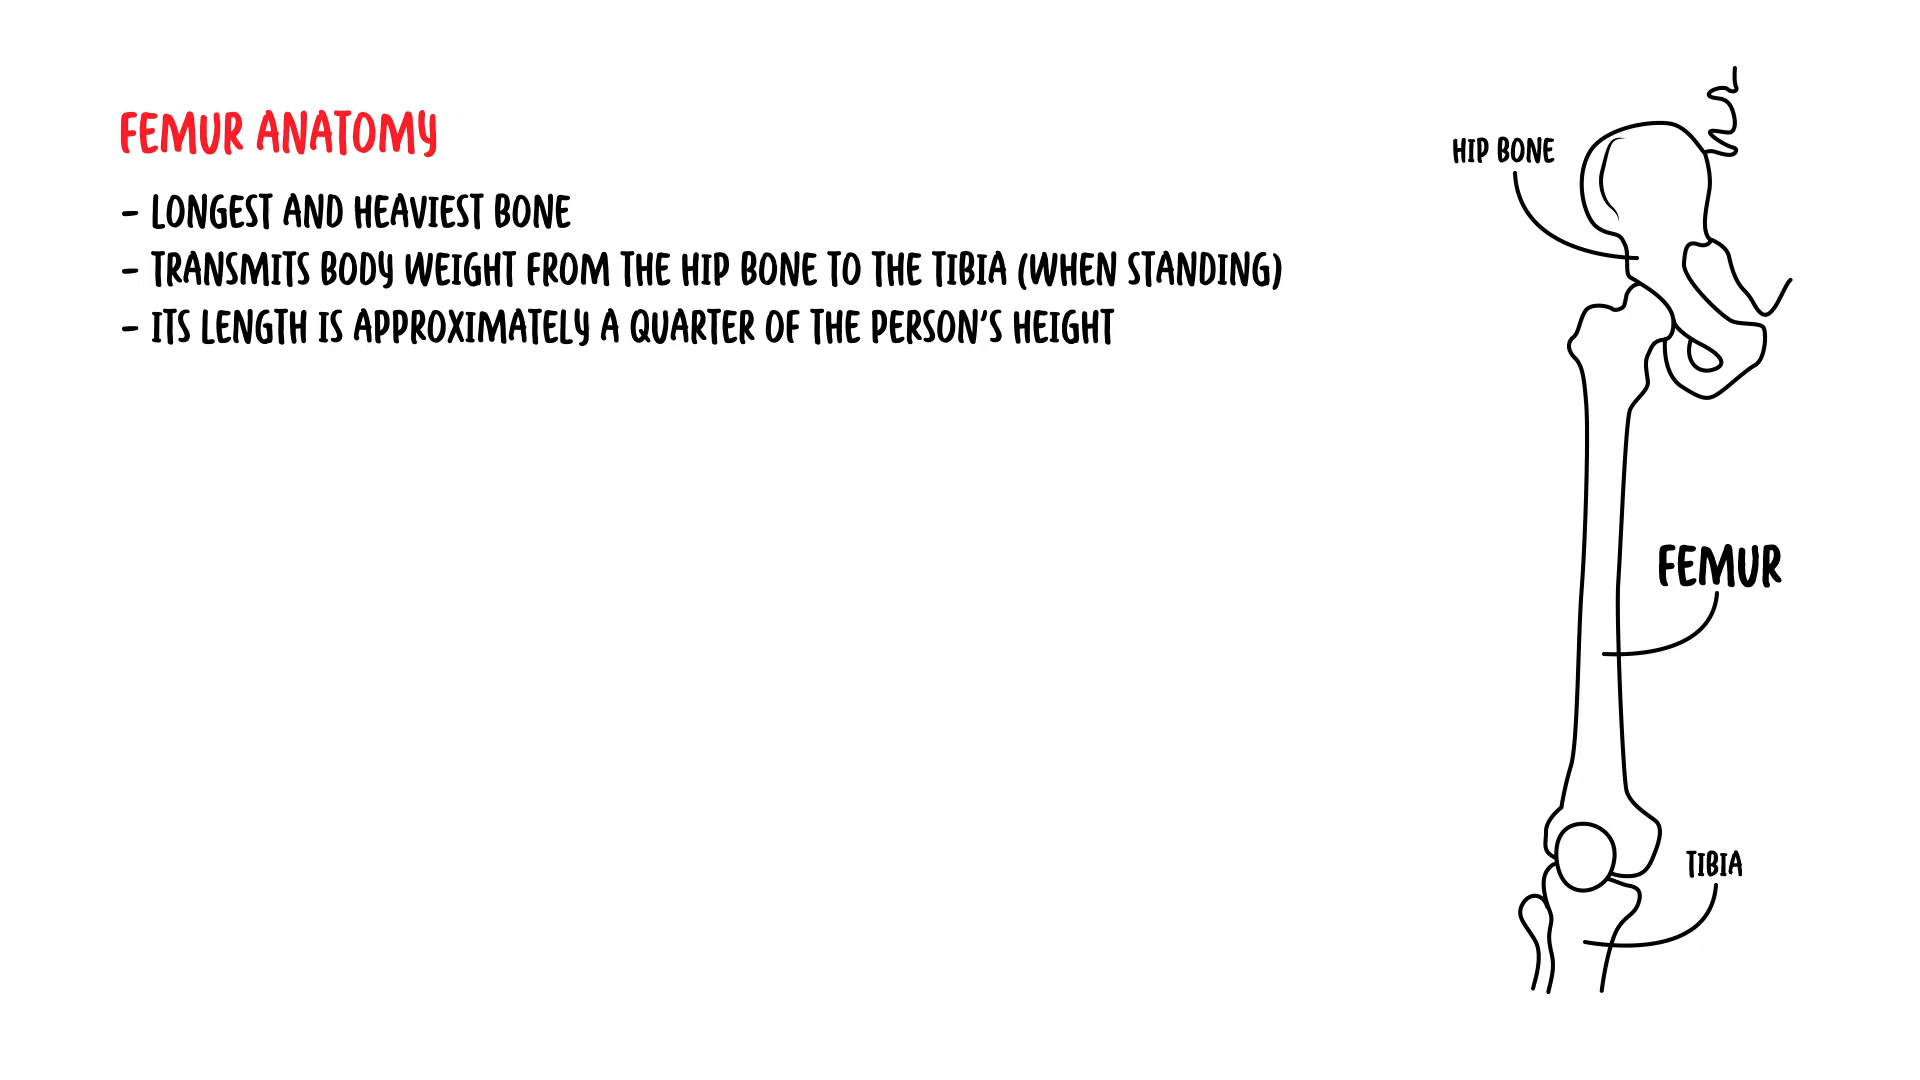 FEMUR ANATOMY
- LONGEST AND HEAVIEST BONE
- TRANSMITS BODY WEIGHT FROM THE HIP BONE TO THE TIBIA (WHEN STANDING)
- ITS LENGTH IS APPROXIMATELY A QUARTER OF THE PERSON'S HEIGHT
HIP BONE
FEMUR
TIBIA